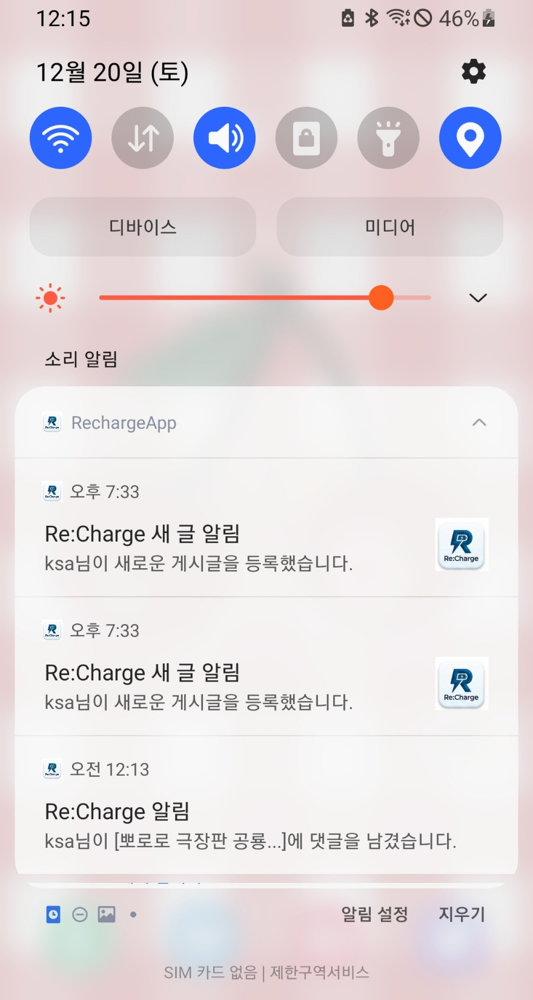 12:15
46%
12월 20일 (토)
디바이스
미디어
소리 알림
RechargeApp
오후 7:33
Re:Charge 새 글 알림
ksa님이 새로운 게시글을 등록했습니다.
Re:Charge
오후 7:33
Re:Charge 새 글 알림
ksa님이 새로운 게시글을 등록했습니다.
Re:Charge
오전 12:13
Re:Charge 알림
ksa님이 [뽀로로 극장판 공룡...]에 댓글을 남겼습니다.
알림 설정
지우기
SIM 카드 없음 | 제한구역서비스